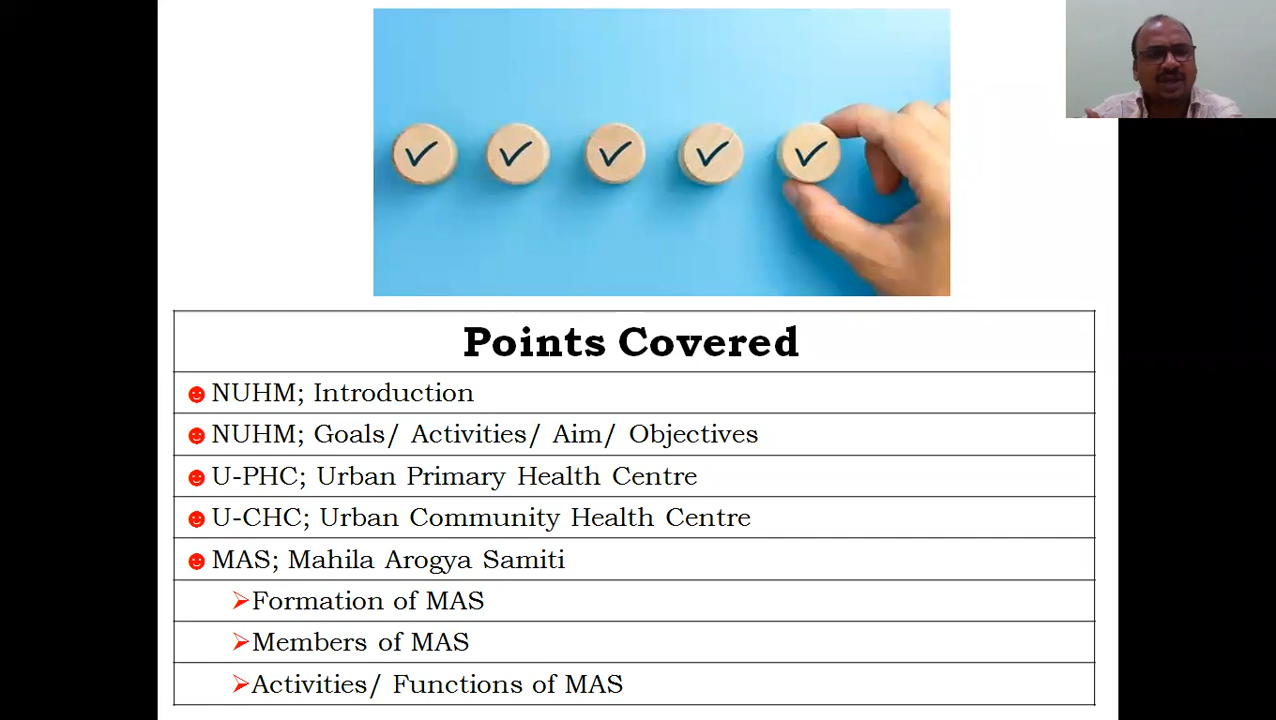 Points Covered
NUHM; Introduction
NUHM; Goals/ Activities/ Aim/ Objectives
U-PHC; Urban Primary Health Centre
U-CHC; Urban Community Health Centre
MAS; Mahila Arogya Samiti
Formation of MAS
Members of MAS
Activities/ Functions of MAS